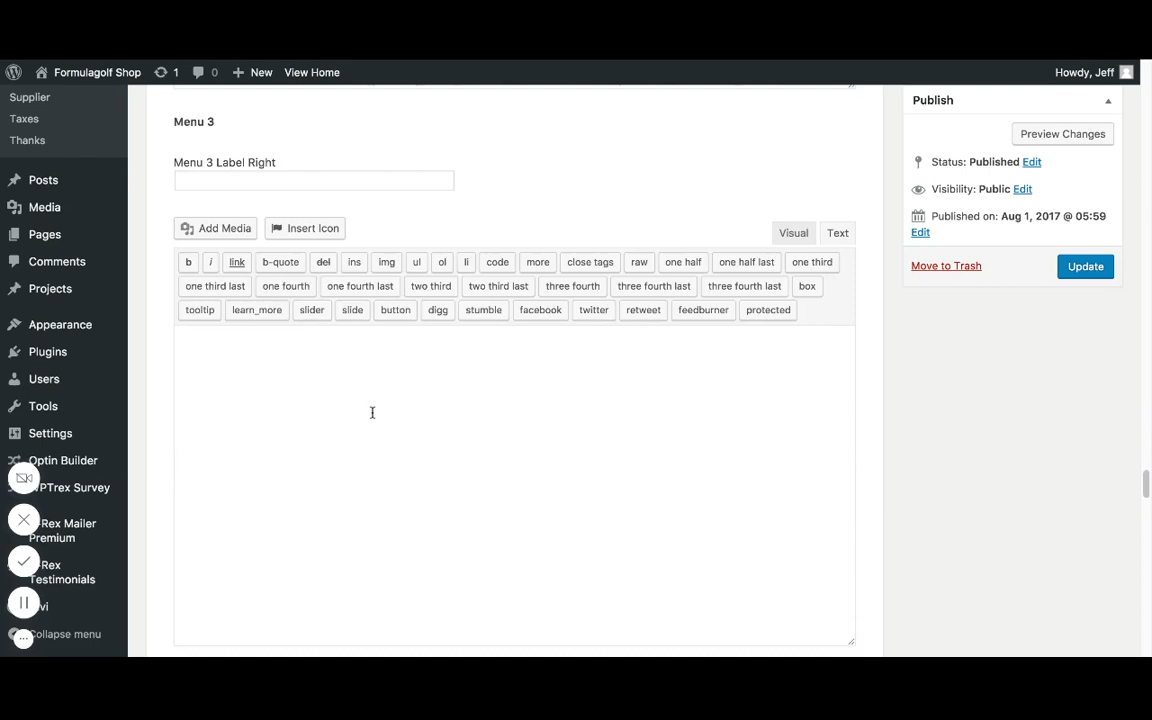 Formulagolf Shop 1 0 New View Home Howdy, Jeff
Supplier
Taxes
Thanks
Posts
Media
Pages
Comments
Projects
Appearance
Plugins
Users
Tools
Settings
Optin Builder
PTrex Survey
-Rex Mailer
Premium
-Rex
Testimonials
vi
Collapse menu
Menu 3
Menu 3 Label Right
Add Media Insert Icon Visual Text
b i link b-quote del ins img ul ol li code more close tags raw one half one half last one third
one third last one fourth one fourth last two third two third last three fourth three fourth last three fourth last box
tooltip learn_more slider slide button digg stumble facebook twitter retweet feedburner protected
Publish
Preview Changes
Status: Published Edit
Visibility: Public Edit
Published on: Aug 1, 2017 @ 05:59
Edit
Move to Trash Update